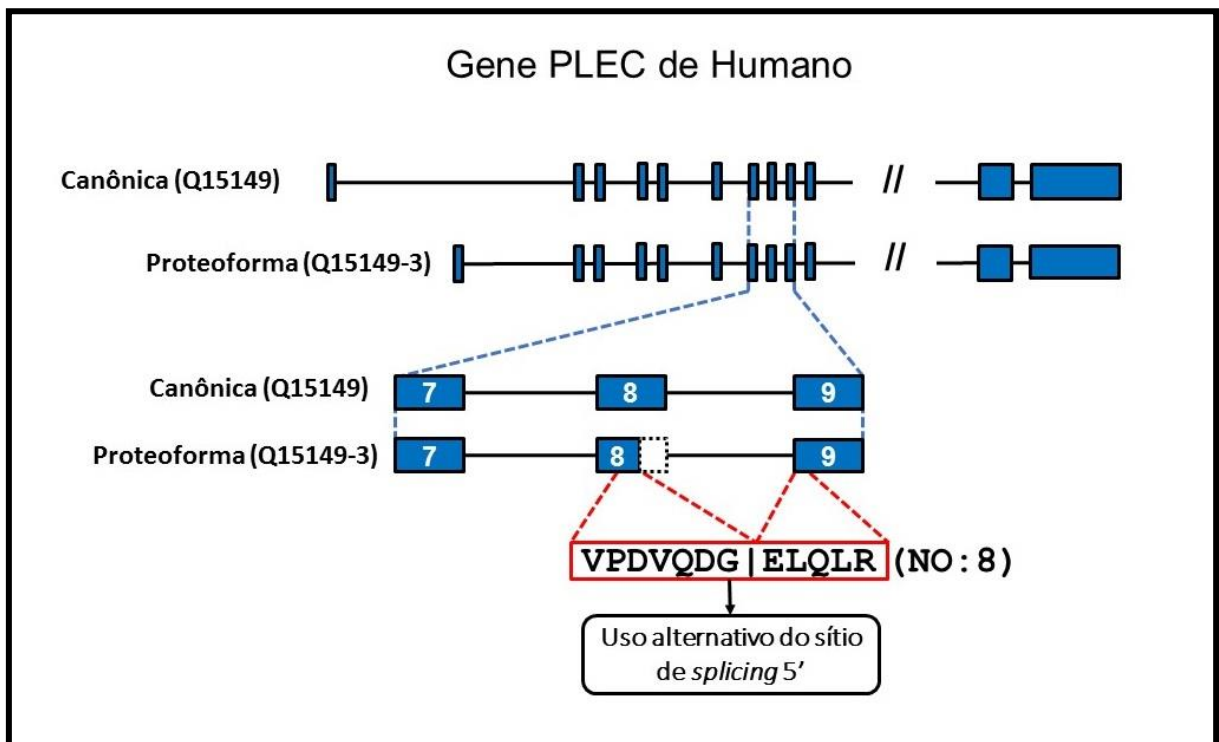 Gene PLEC de Humano
Canônica (Q15149)
//
Proteoforma (Q15149-3)
//
Canônica (Q15149)
7
8
9
Proteoforma (Q15149-3)
7
8
9
VPDVQDG|ELQLR (NO:8)
Uso alternativo do sítio
de splicing 5’